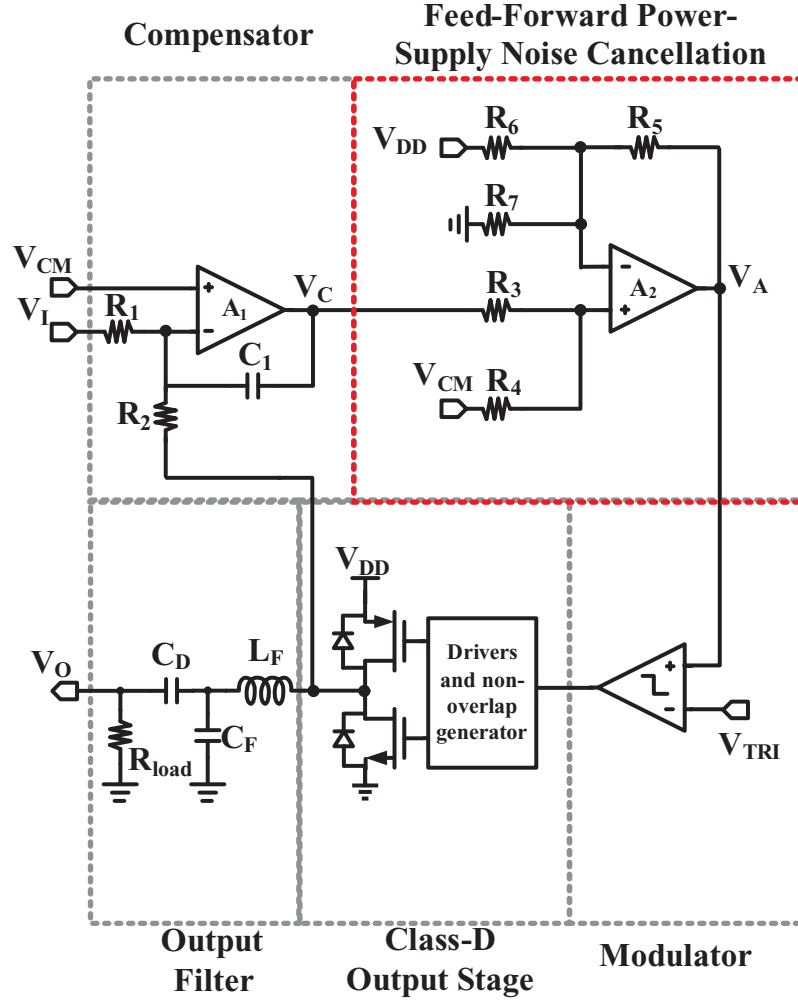 Compensator
Feed-Forward Power-
Supply Noise Cancellation
VDD
R6
R5
R7
VCM
VI
R1
A1
VC
R3
A2
VA
C1
VCM
R4
R2
VDD
VO
CD
LF
CF
Rload
Drivers
and non-
overlap
generator
VTRI
Output
Filter
Class-D
Output Stage
Modulator